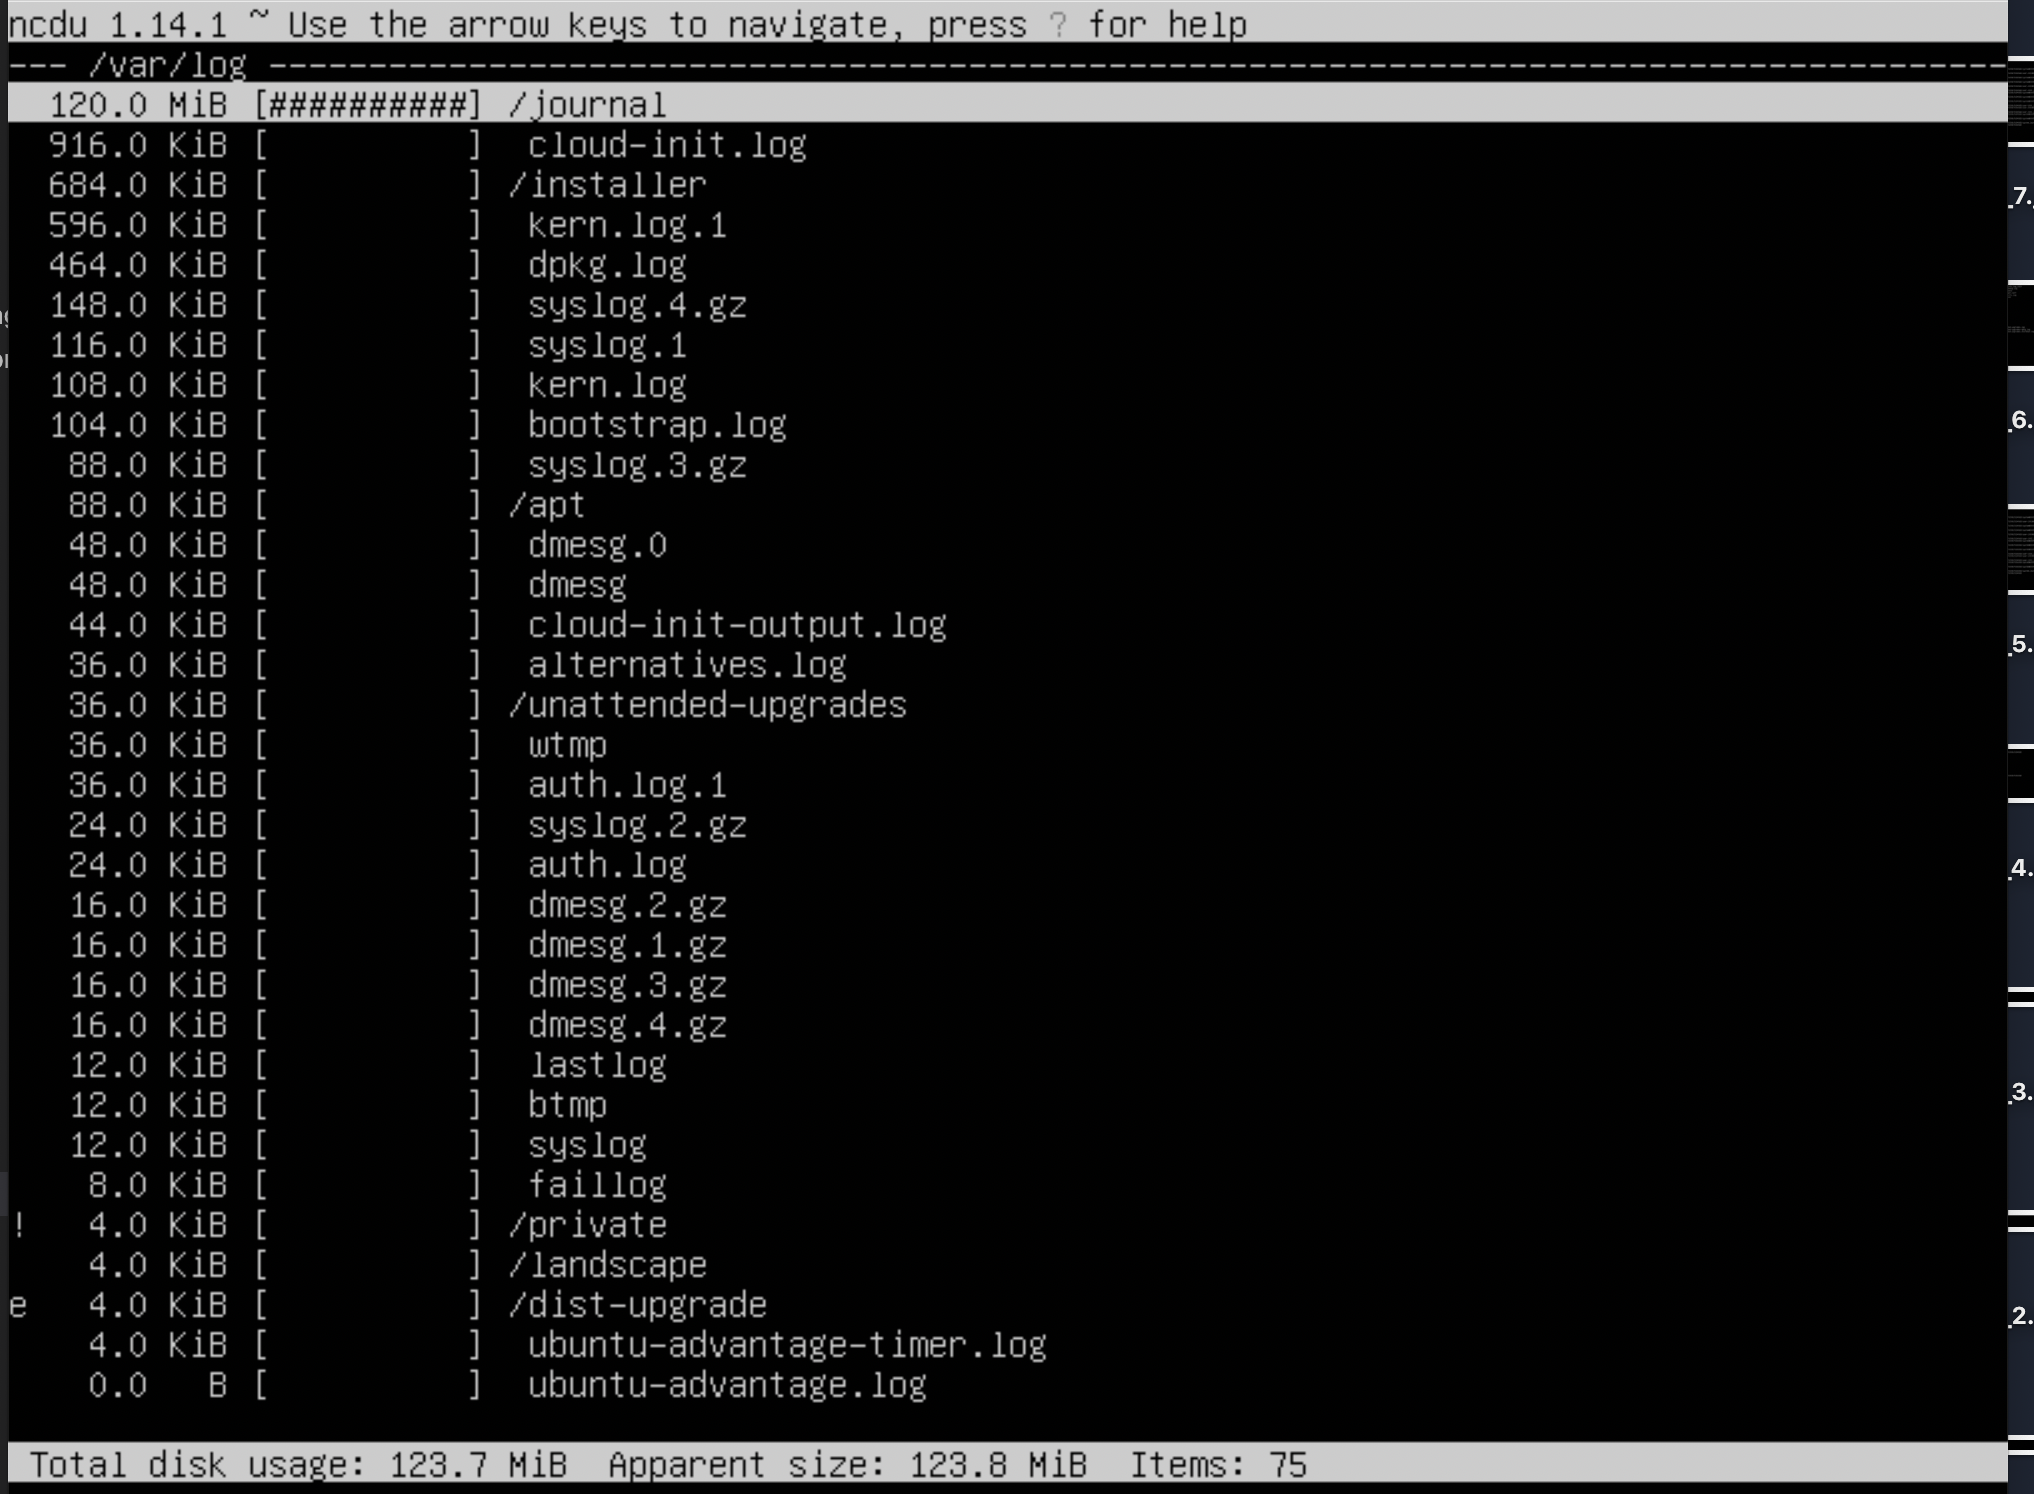 ncdu 1.14.1 ~ Use the arrow keys to navigate, press ? for help
--- /var/log ---------------------------------------------------------------------------------------
  120.0 MiB [##########] /journal
  916.0 KiB [          ]  cloud-init.log
  684.0 KiB [          ] /installer
  596.0 KiB [          ]  kern.log.1
  464.0 KiB [          ]  dpkg.log
  148.0 KiB [          ]  syslog.4.gz
  116.0 KiB [          ]  syslog.1
  108.0 KiB [          ]  kern.log
  104.0 KiB [          ]  bootstrap.log
   88.0 KiB [          ]  syslog.3.gz
   88.0 KiB [          ] /apt
   48.0 KiB [          ]  dmesg.0
   48.0 KiB [          ]  dmesg
   44.0 KiB [          ]  cloud-init-output.log
   36.0 KiB [          ]  alternatives.log
   36.0 KiB [          ] /unattended-upgrades
   36.0 KiB [          ]  wtmp
   36.0 KiB [          ]  auth.log.1
   24.0 KiB [          ]  syslog.2.gz
   24.0 KiB [          ]  auth.log
   16.0 KiB [          ]  dmesg.2.gz
   16.0 KiB [          ]  dmesg.1.gz
   16.0 KiB [          ]  dmesg.3.gz
   16.0 KiB [          ]  dmesg.4.gz
   12.0 KiB [          ]  lastlog
   12.0 KiB [          ]  btmp
   12.0 KiB [          ]  syslog
    8.0 KiB [          ]  faillog
!   4.0 KiB [          ] /private
    4.0 KiB [          ] /landscape
e   4.0 KiB [          ] /dist-upgrade
    4.0 KiB [          ]  ubuntu-advantage-timer.log
    0.0   B [          ]  ubuntu-advantage.log
Total disk usage: 123.7 MiB  Apparent size: 123.8 MiB  Items: 75
_7.
_6.
_5.
_4.
_3.
_2.